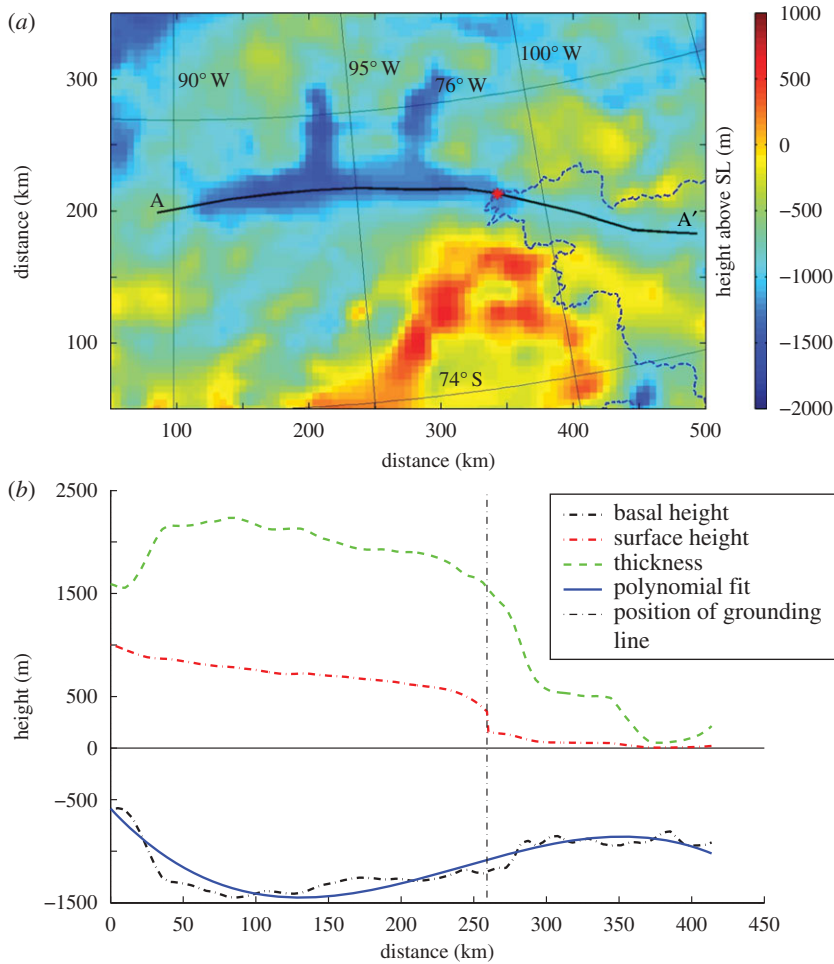 (a)
1000
500
0
−500
−1000
−1500
−2000
height above SL (m)
300
200
100
distance (km)
90° W
95° W
76° W
100° W
A
A′
74° S
100
200
300
400
500
distance (km)
(b)
2500
1500
500
0
−500
−1500
height (m)
basal height
surface height
thickness
polynomial fit
position of grounding
line
0
50
100
150
200
250
300
350
400
450
distance (km)